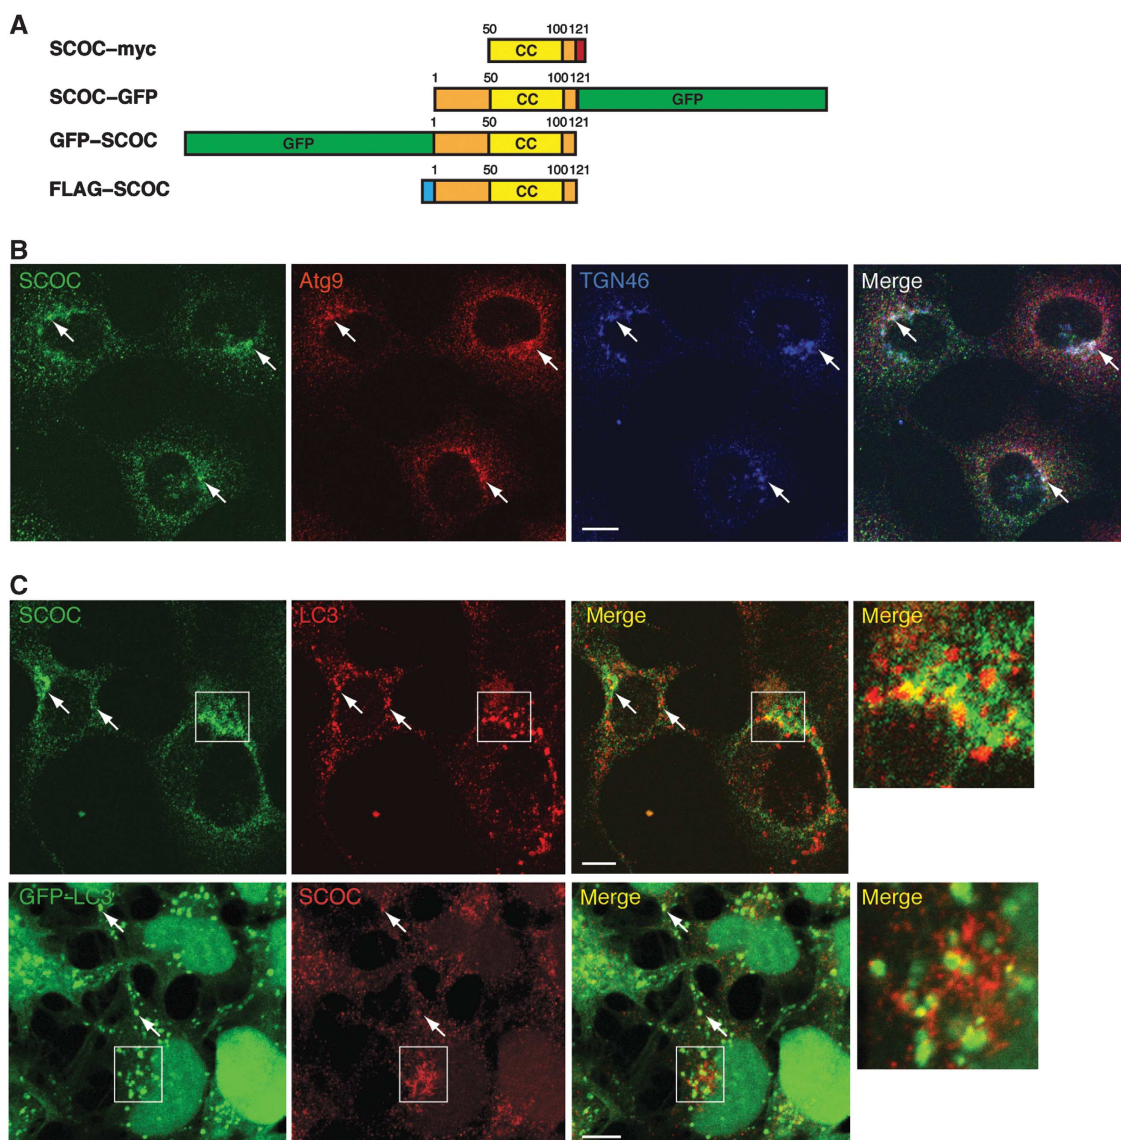 A
50 100 121
SCOC–myc CC
1 50 100 121
SCOC–GFP CC GFP
1 50 100 121
GFP–SCOC GFP CC
1 50 100 121
FLAG–SCOC CC
B
SCOC Atg9 TGN46 Merge
C
SCOC LC3 Merge Merge
GFP-LC3 SCOC Merge Merge